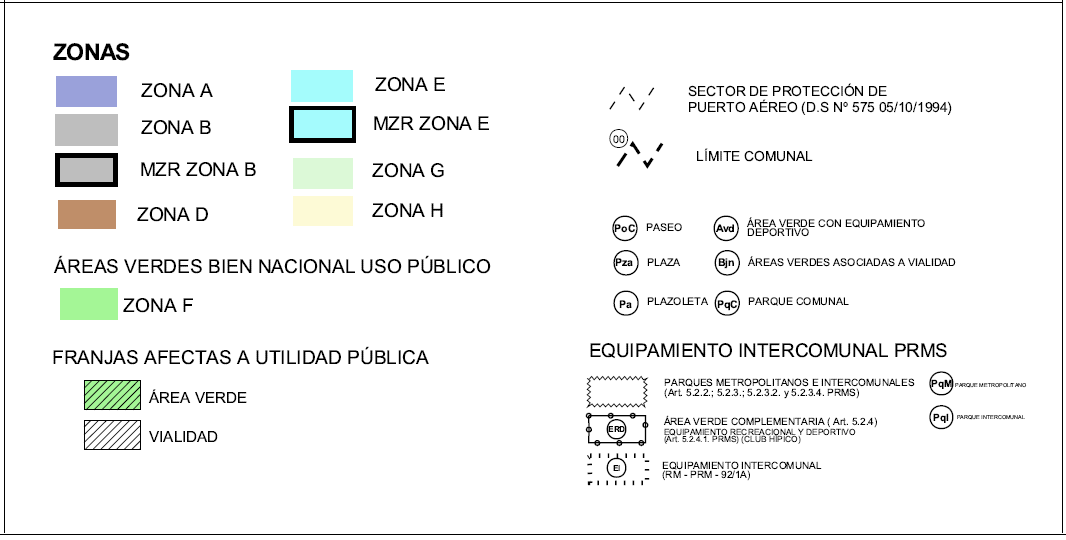 ZONAS
ZONA A
ZONA B
MZR ZONA B
ZONA D
ZONA E
MZR ZONA E
ZONA G
ZONA H
ÁREAS VERDES BIEN NACIONAL USO PÚBLICO
ZONA F
FRANJAS AFECTAS A UTILIDAD PÚBLICA
ÁREA VERDE
VIALIDAD
SECTOR DE PROTECCIÓN DE
PUERTO AÉREO (D.S Nº 575 05/10/1994)
00
LÍMITE COMUNAL
PoC PASEO
Pza PLAZA
Pa PLAZOLETA
Avd ÁREA VERDE CON EQUIPAMIENTO
DEPORTIVO
Bjn ÁREAS VERDES ASOCIADAS A VIALIDAD
PqC PARQUE COMUNAL
EQUIPAMIENTO INTERCOMUNAL PRMS
PARQUES METROPOLITANOS E INTERCOMUNALES
(Art. 5.2.2.; 5.2.3.; 5.2.3.2. y 5.2.3.4. PRMS)
ERD ÁREA VERDE COMPLEMENTARIA ( Art. 5.2.4)
EQUIPAMIENTO RECREACIONAL Y DEPORTIVO
(Art. 5.2.4.1. PRMS) (CLUB HÍPICO)
EI EQUIPAMIENTO INTERCOMUNAL
(RM - PRM - 92/1A)
PqM PARQUE METROPOLITANO
PqI PARQUE INTERCOMUNAL